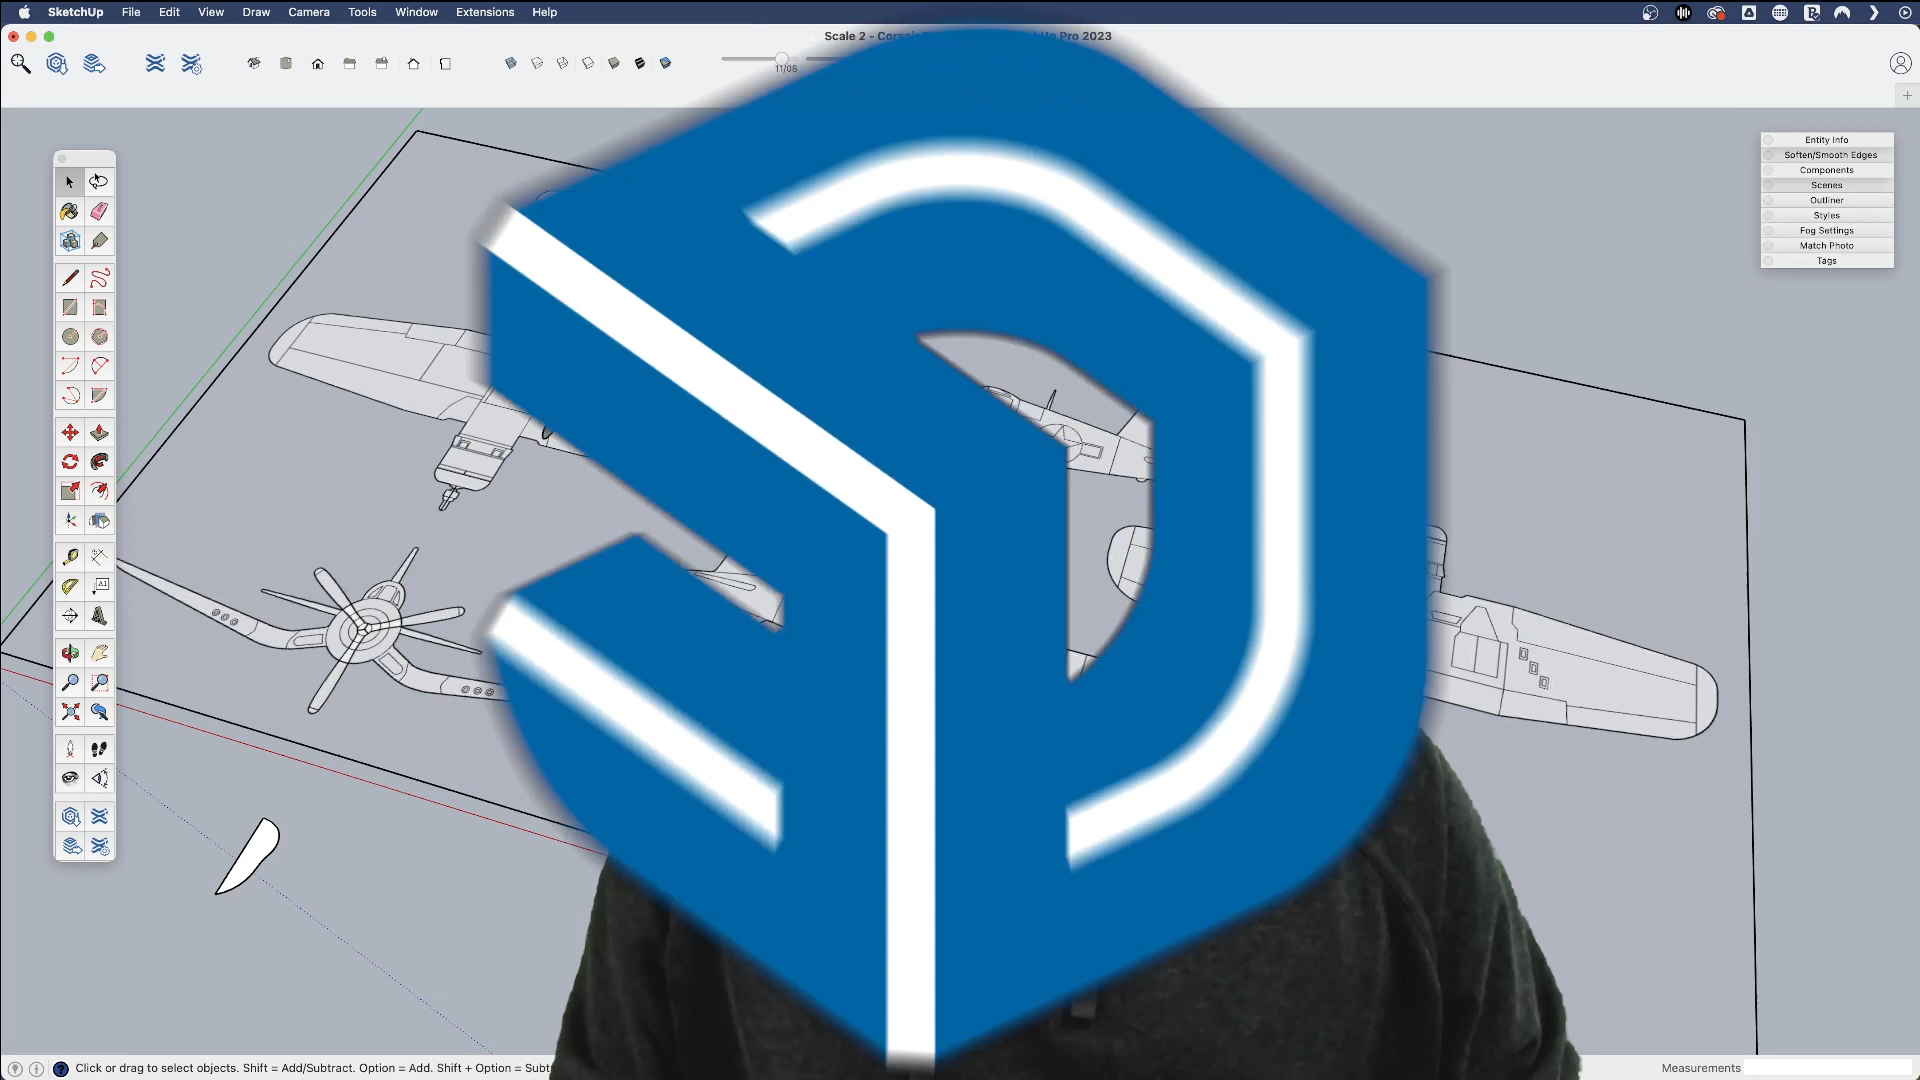 SketchUp File Edit View Draw Camera Tools Window Extensions Help
Scale 2 - Pro 2023
11/08
Entity Info
Soften/Smooth Edges
Components
Scenes
Outliner
Styles
Fog Settings
Match Photo
Tags
A1
Click or drag to select objects. Shift = Add/Subtract. Option = Add. Shift + Option =
Measurements